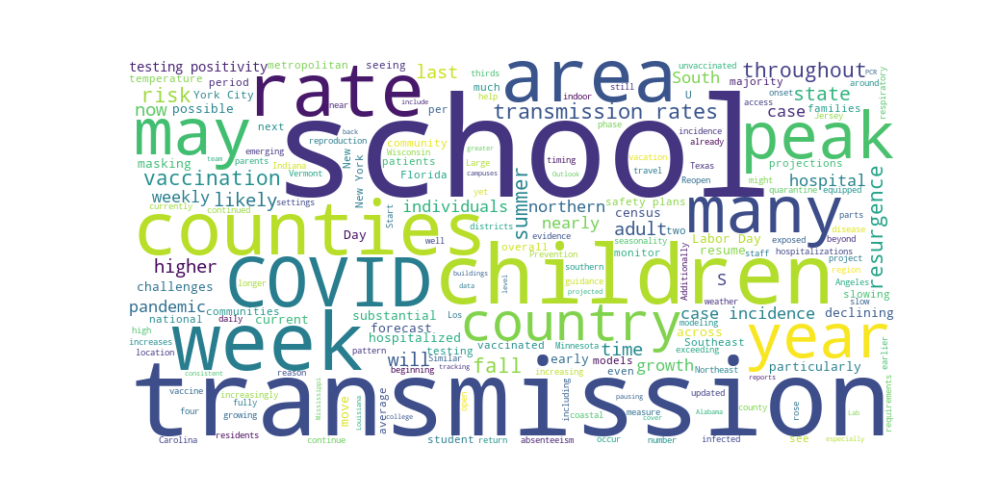 testing positivity
metropolitan
seeing
last
area
unvaccinated
South
throughout
PCR
around
temperature
period
rate
thirds
much
indoor
still
U
majority
onset
state
respiratory
risk
York City
near
include
help
transmission rates
access
families
now
possible
per
phase
case
Jersey
may
next
back
reproduction
school
incidence
already
peak
emerging
New
Wisconsin
community
greater
timing
vacation
Texas
projections
masking
team
parents
Indiana
patients
Large
campuses
travel
Reopen
might
hospital
vaccination
Vermont
New York
Florida
yet
Outlook
safety plans
quarantine
equipped
weekly
likely
settings
individuals
summer
northern
census
many
parts
disease
resurgence
currently
continued
Start
districts
evidence
nearly
adult
two
Labor Day
exposed
beyond
counties
Day
well
overall
Prevention
seasonality
monitor
resume
staff
hospitalizations
higher
COVID
southern
children
Additionally
S
weather
project
region
challenges
longer
buildings
data
level
guidance
projected
Angeles
slowing
pandemic
communities
substantial
Los
country
case incidence
slow
declining
national
daily
current
forecast
hospitalized
modeling
year
high
week
will
vaccinated
Minnesota
time
across
Southeast
exceeding
increases
pattern
similar
testing
early
models
growth
Northeast
earlier
location
beginning
tracking
fall
increasing
even
particularly
transmission
consistent
reason
updated
reports
vaccine
increasingly
Mississippi
move
average
college
open
pausing
including
measure
county
rose
requirements
four
fully
Louisiana
coastal
cover
Alabama
Lab
growing
residents
Carolina
continue
student
return
absenteeism
occur
number
infected
see
especially